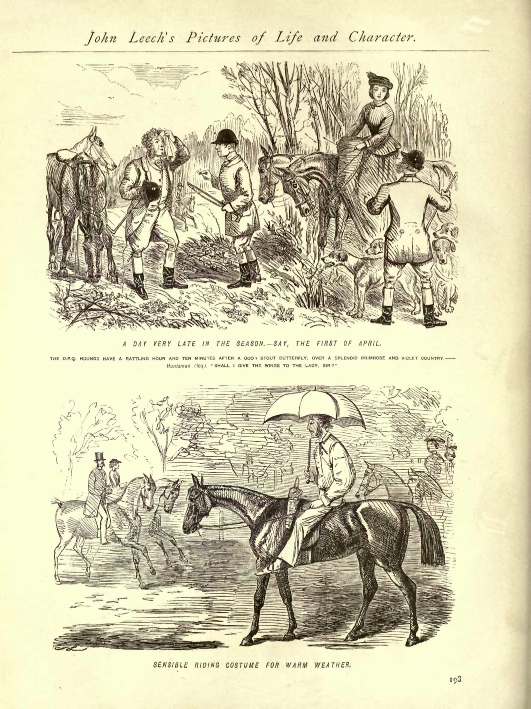 John Leech's Pictures of Life and Character.
A DAY VERY LATE IN THE SEASON.—SAY, THE FIRST OF APRIL.
THE D.P.Q. HOUNDS HAVE A RATTLING HOUR AND TEN MINUTES AFTER A GOOD STOUT BUTTERFLY, OVER A SPLENDID PRIMROSE AND VIOLET COUNTRY.—
Huntsman (loq.). "SHALL I GIVE THE WINGS TO THE LADY, SIR?"
SENSIBLE RIDING COSTUME FOR WARM WEATHER.
198